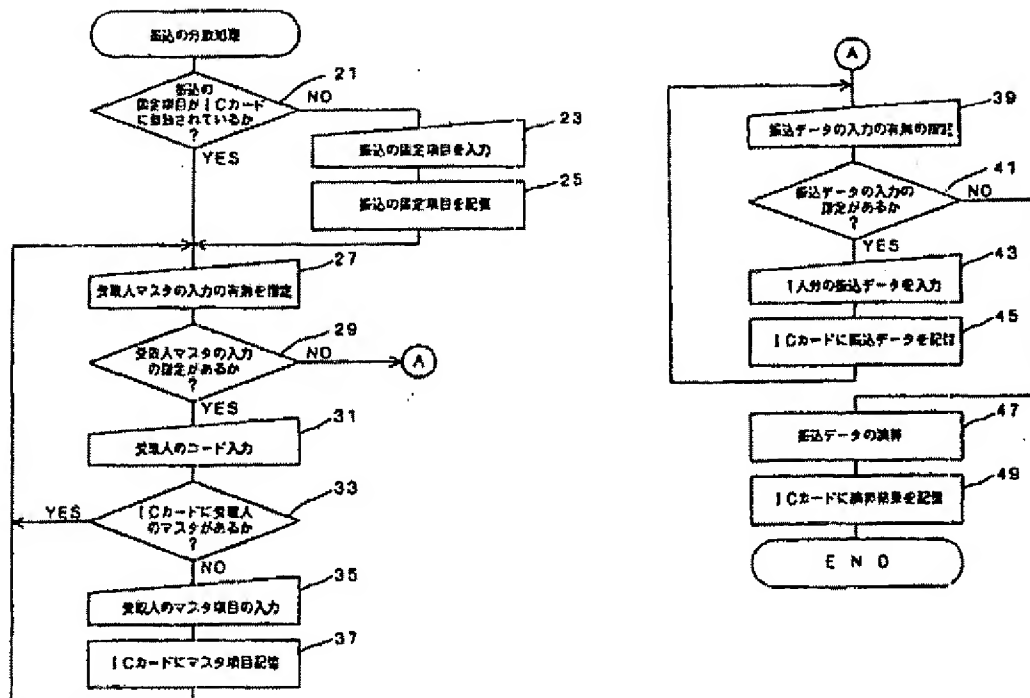 振込の分散処理
21
振込の
固定項目がICカード
に登録されているか
?
NO
YES
23
振込の固定項目を入力
25
振込の固定項目を記憶
27
受取人マスタの入力の有無を指定
29
受取人マスタの入力
の指定があるか
?
NO
A
YES
31
受取人のコード入力
33
ICカードに受取人
のマスタがあるか
?
YES
NO
35
受取人のマスタ項目の入力
37
ICカードにマスタ項目記憶
A
39
振込データの入力の有無の指定
41
振込データの入力の
指定があるか
?
NO
YES
43
1人分の振込データを入力
45
ICカードに振込データを記憶
47
振込データの演算
49
ICカードに演算結果を記憶
END